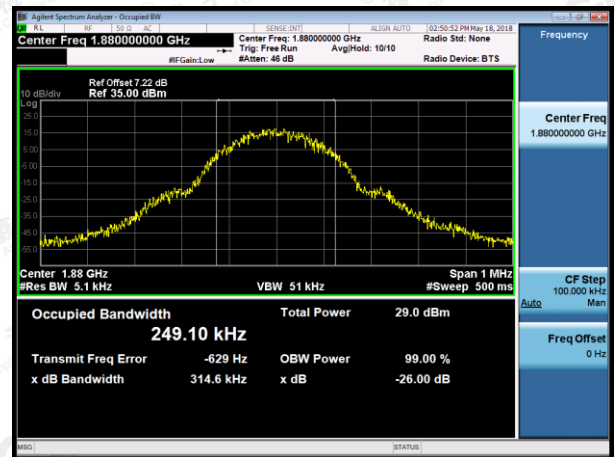 Agilent Spectrum Analyzer - Occupied BW
RL RF 50 Ω AC SENSE:INT ALIGN AUTO 02:50:52 PM May 18, 2018
Center Freq 1.880000000 GHz
Center Freq: 1.880000000 GHz
Radio Std: None
Trig: Free Run Avg|Hold: 10/10
#IFGain:Low
#Atten: 46 dB
Radio Device: BTS
Frequency
Ref Offset 7.22 dB
10 dB/div Ref 35.00 dBm
Log
25.0
15.0
5.00
-5.00
-15.0
-25.0
-35.0
-45.0
-55.0
Center Freq
1.880000000 GHz
Center 1.88 GHz Span 1 MHz
#Res BW 5.1 kHz VBW 51 kHz #Sweep 500 ms
CF Step
100.000 kHz
Auto Man
Occupied Bandwidth Total Power 29.0 dBm
249.10 kHz
Freq Offset
0 Hz
Transmit Freq Error -629 Hz OBW Power 99.00 %
x dB Bandwidth 314.6 kHz x dB -26.00 dB
MSG STATUS